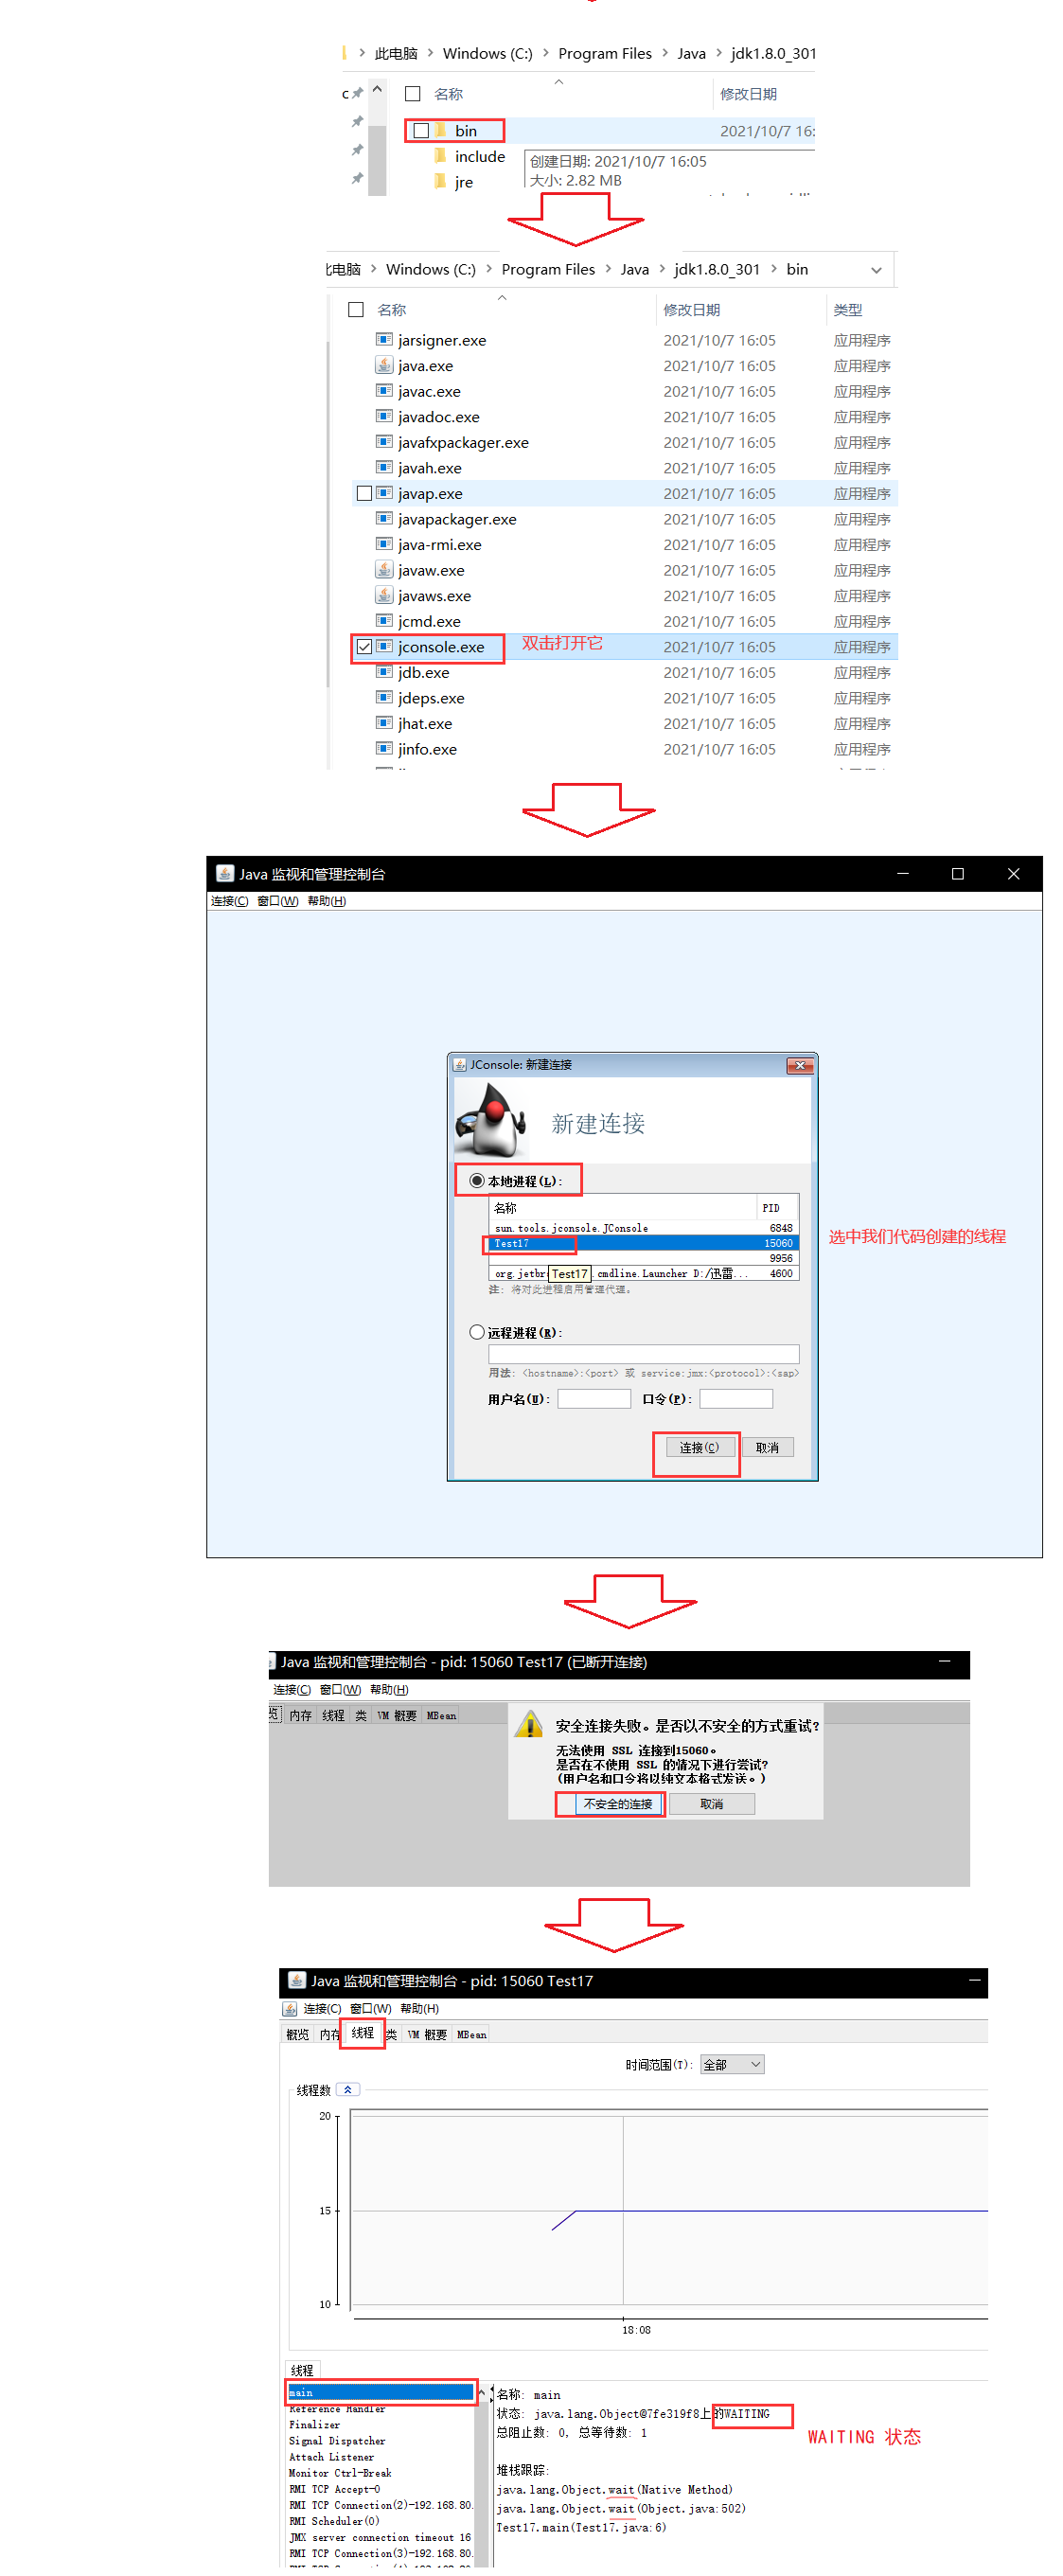 此电脑 > Windows (C:) > Program Files > Java > jdk1.8.0_301
名称 修改日期
bin 2021/10/7 16:
include
创建日期: 2021/10/7 16:05
jre
大小: 2.82 MB
此电脑 > Windows (C:) > Program Files > Java > jdk1.8.0_301 > bin
名称 修改日期 类型
jarsigner.exe 2021/10/7 16:05 应用程序
java.exe 2021/10/7 16:05 应用程序
javac.exe 2021/10/7 16:05 应用程序
javadoc.exe 2021/10/7 16:05 应用程序
javafxpackager.exe 2021/10/7 16:05 应用程序
javah.exe 2021/10/7 16:05 应用程序
javap.exe 2021/10/7 16:05 应用程序
javapackager.exe 2021/10/7 16:05 应用程序
java-rmi.exe 2021/10/7 16:05 应用程序
javaw.exe 2021/10/7 16:05 应用程序
javaws.exe 2021/10/7 16:05 应用程序
jcmd.exe 2021/10/7 16:05 应用程序
jconsole.exe 双击打开它 2021/10/7 16:05 应用程序
jdb.exe 2021/10/7 16:05 应用程序
jdeps.exe 2021/10/7 16:05 应用程序
jhat.exe 2021/10/7 16:05 应用程序
jinfo.exe 2021/10/7 16:05 应用程序
Java 监视和管理控制台
连接(C) 窗口(W) 帮助(H)
JConsole: 新建连接
新建连接
本地进程(L):
名称 PID
sun.tools.jconsole.JConsole 6848
Test17 15060
选中我们代码创建的线程
9956
org.jetbr Test17 .cmdline.Launcher D:/迅雷... 4600
注: 将对此进程启用管理代理。
远程进程(R):
用法: <hostname>:<port> 或 service:jmx:<protocol>:<sap>
用户名(U): 口令(P):
连接(C) 取消
Java 监视和管理控制台 - pid: 15060 Test17 (已断开连接)
连接(C) 窗口(W) 帮助(H)
览 内存 线程 类 VM 概要 MBean
安全连接失败。是否以不安全的方式重试?
无法使用 SSL 连接到15060。
是否在不使用 SSL 的情况下进行尝试?
(用户名和口令将以纯文本格式发送。)
不安全的连接 取消
Java 监视和管理控制台 - pid: 15060 Test17
连接(C) 窗口(W) 帮助(H)
概览 内存 线程 类 VM 概要 MBean
时间范围(T): 全部
线程数
20
15
10
18:08
线程
main
Reference Handler
Finalizer
Signal Dispatcher
Attach Listener
Monitor Ctrl-Break
RMI TCP Accept-0
RMI TCP Connection(2)-192.168.80.
RMI Scheduler(0)
JMX server connection timeout 16
RMI TCP Connection(3)-192.168.80.
名称: main
状态: java.lang.Object@7fe319f8上的WAITING
总阻止数: 0, 总等待数: 1
WAITING 状态
堆栈跟踪:
java.lang.Object.wait(Native Method)
java.lang.Object.wait(Object.java:502)
Test17.main(Test17.java:6)